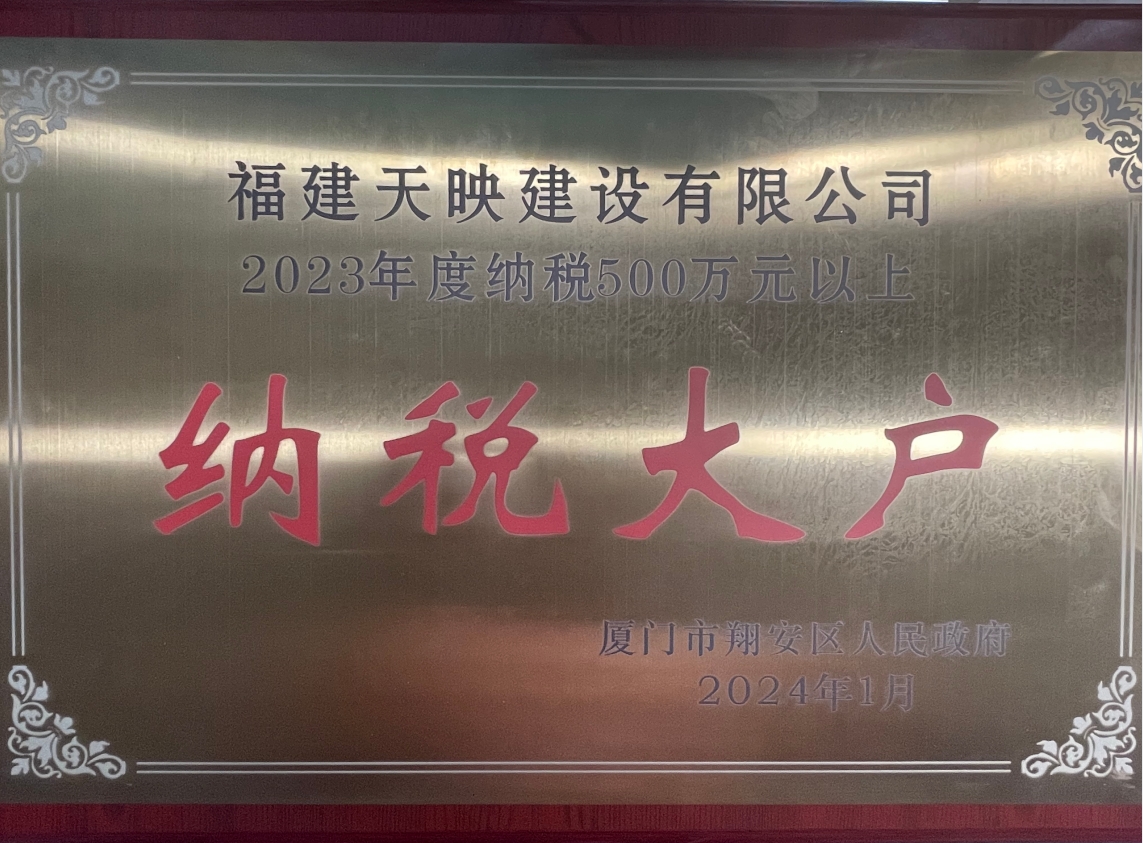 福建天映建设有限公司
2023年度纳税500万元以上
纳税大户
厦门市翔安区人民政府
2024年1月